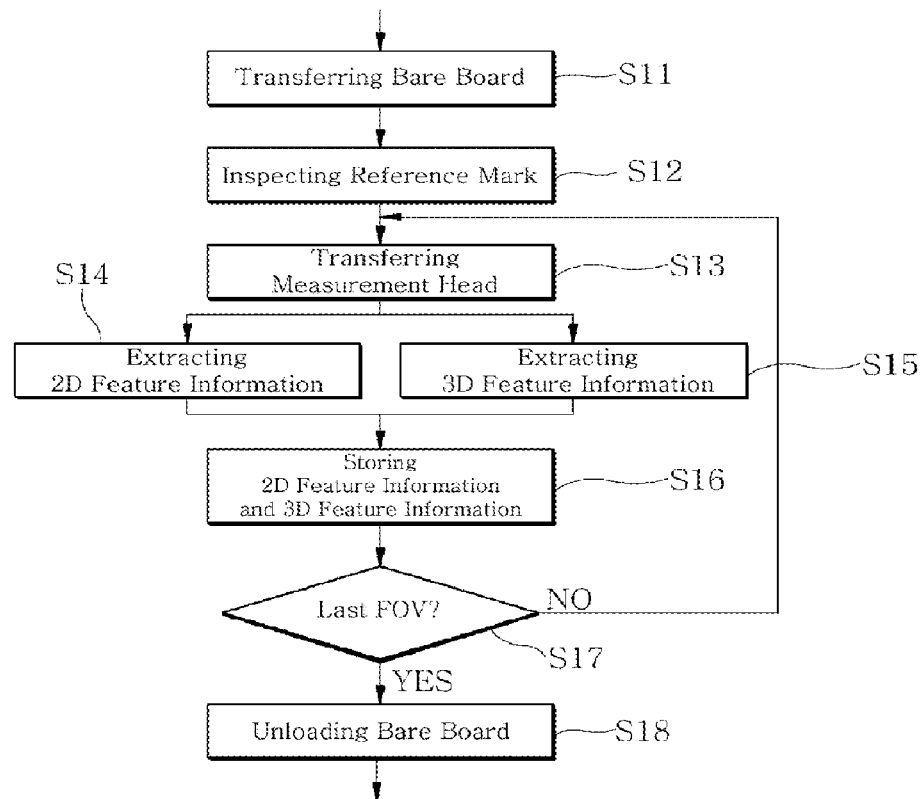 Transferring Bare Board
S11
Inspecting Reference Mark
S12
Transferring
Measurement Head
S13
S14
Extracting
2D Feature Information
Extracting
3D Feature Information
S15
Storing
2D Feature Information
and 3D Feature Information
S16
Last FOV?
NO
S17
YES
Unloading Bare Board
S18